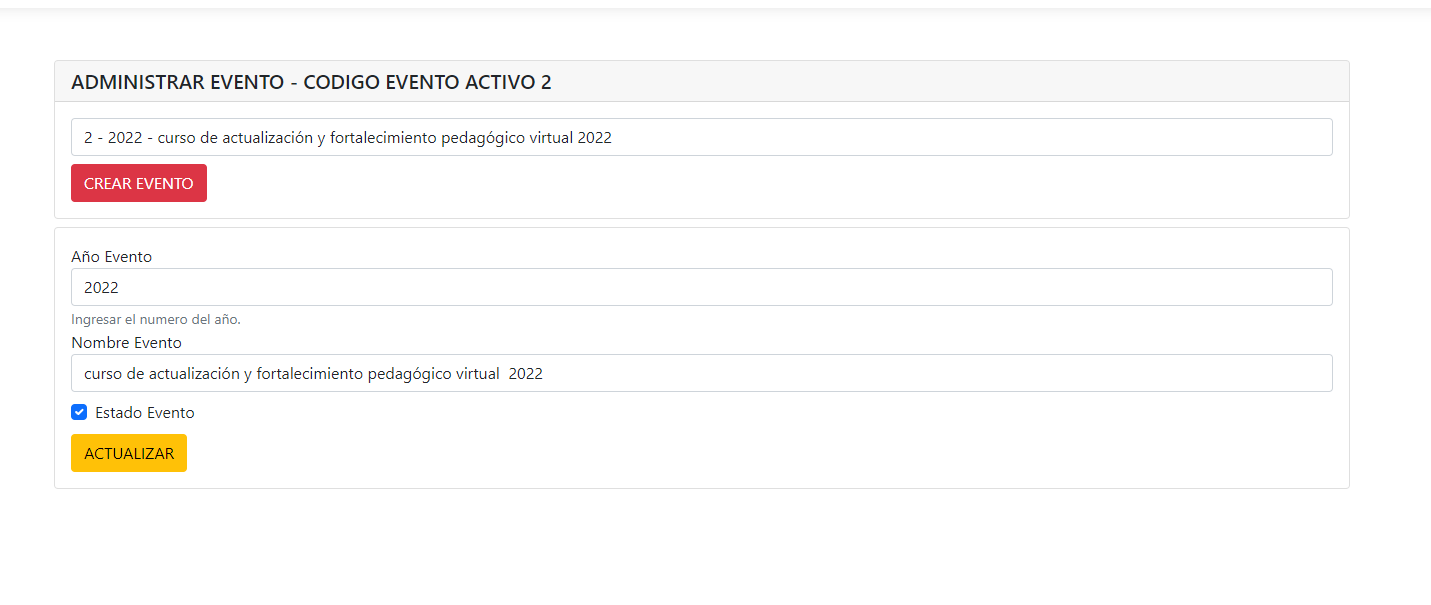 ADMINISTRAR EVENTO - CODIGO EVENTO ACTIVO 2
2 - 2022 - curso de actualización y fortalecimiento pedagógico virtual 2022
CREAR EVENTO
Año Evento
2022
Ingresar el numero del año.
Nombre Evento
curso de actualización y fortalecimiento pedagógico virtual  2022
Estado Evento
ACTUALIZAR